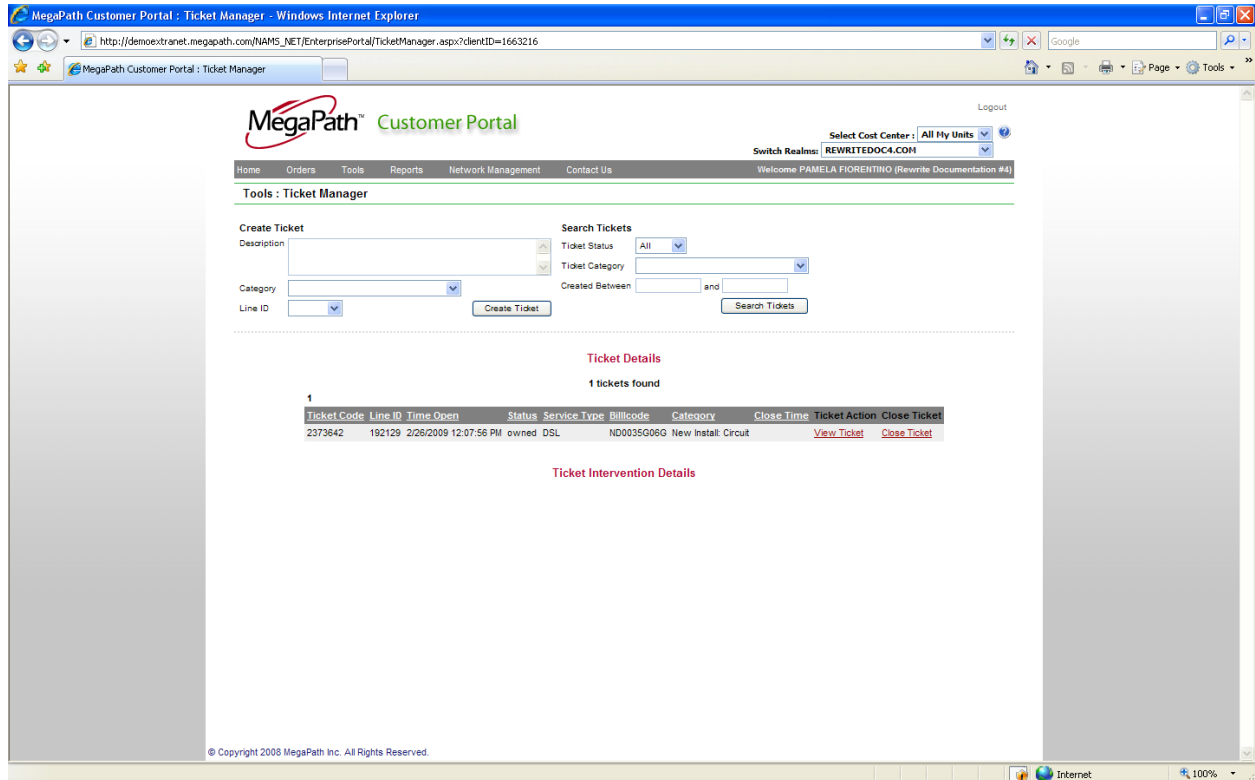 MegaPath Customer Portal : Ticket Manager - Windows Internet Explorer
http://demoextranet.megapath.com/NAMS_NET/EnterprisePortal/TicketManager.aspx?clientID=1663216
Google
MegaPath Customer Portal : Ticket Manager
Page
Tools
»
Logout
MegaPath™ Customer Portal
Select Cost Center : All My Units
Switch Realms: REWRITEDOC4.COM
Home Orders Tools Reports Network Management Contact Us Welcome PAMELA FIORENTINO (Rewrite Documentation #4)
Tools : Ticket Manager
Create Ticket
Description
Category
Line ID
Create Ticket
Search Tickets
Ticket Status All
Ticket Category
Created Between and
Search Tickets
Ticket Details
1 tickets found
1
Ticket Code Line ID Time Open Status Service Type Billcode Category Close Time Ticket Action Close Ticket
2373642 192129 2/26/2009 12:07:56 PM owned DSL ND0035G06G New Install: Circuit View Ticket Close Ticket
Ticket Intervention Details
© Copyright 2008 MegaPath Inc. All Rights Reserved.
Internet
100%